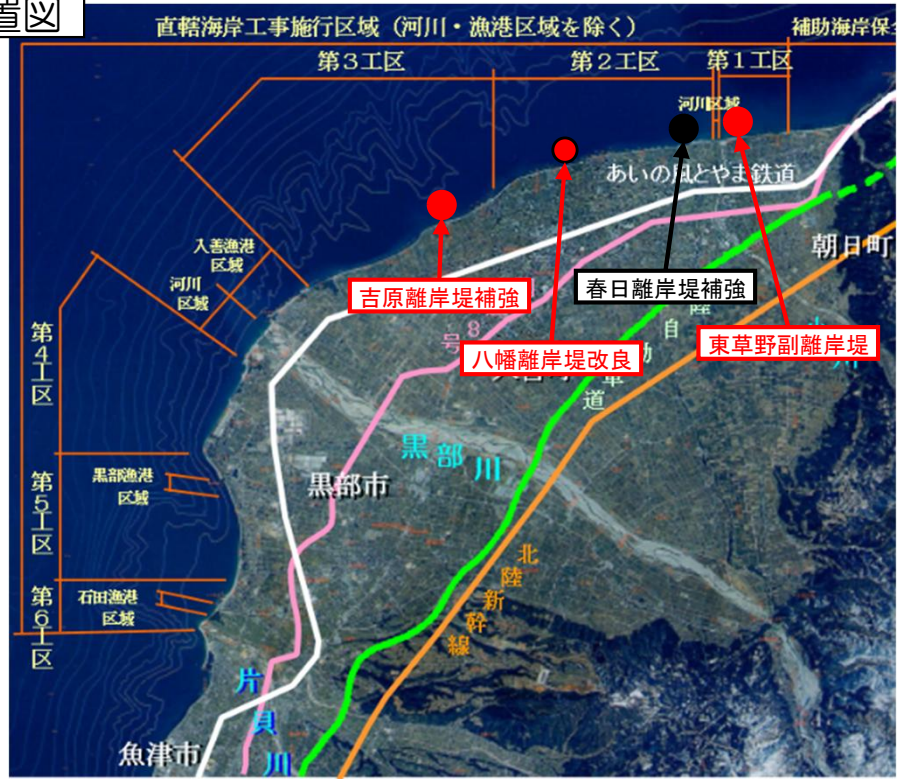 置図
直轄海岸工事施行区域（河川・漁港区域を除く）
補助海岸保全
第３工区
第２工区
第１工区
河川区域
あいの風とやま鉄道
朝日町
入善漁港
区域
河川
区域
吉原離岸堤補強
春日離岸堤補強
東草野副離岸堤
八幡離岸堤改良
8
号
陸
自
動
車
道
川
第４工区
黒部川
黒部市
黒部漁港
区域
第５工区
北陸新幹線
石田漁港
区域
第６工区
片貝川
魚津市